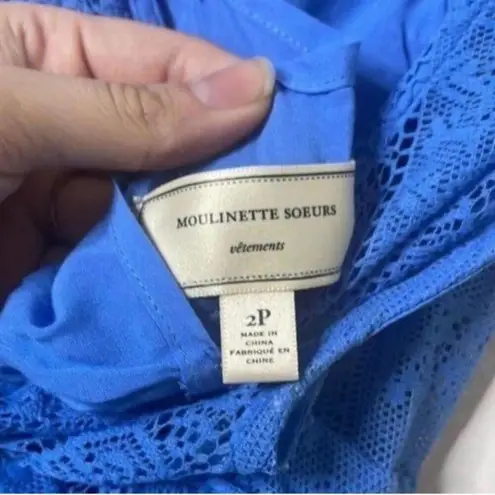 MOULINETTE SOEURS
vêtements
2P
MADE IN
CHINA
FABRIQUÉ EN
CHINE